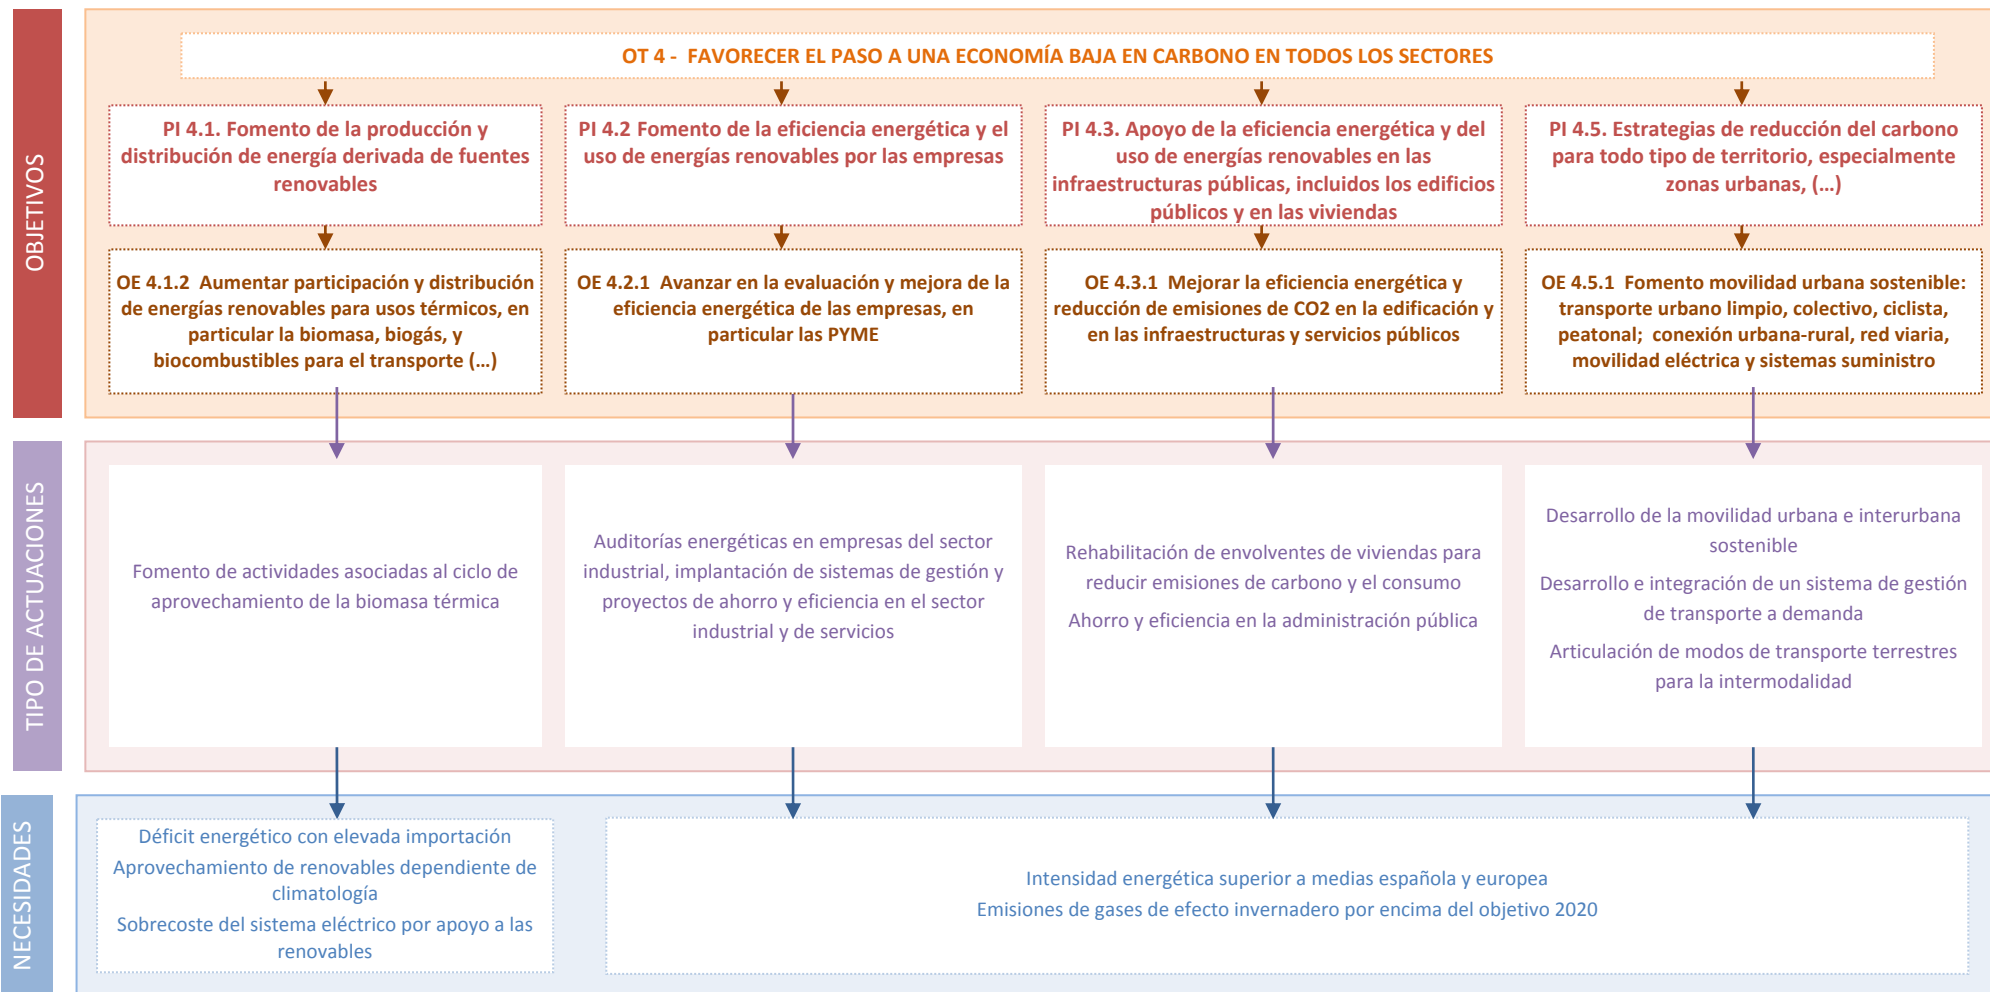 OBJETIVOS
OT 4 - FAVORECER EL PASO A UNA ECONOMÍA BAJA EN CARBONO EN TODOS LOS SECTORES
PI 4.1. Fomento de la producción y
distribución de energía derivada de fuentes
renovables
PI 4.2 Fomento de la eficiencia energética y el
uso de energías renovables por las empresas
PI 4.3. Apoyo de la eficiencia energética y del
uso de energías renovables en las
infraestructuras públicas, incluidos los edificios
públicos y en las viviendas
PI 4.5. Estrategias de reducción del carbono
para todo tipo de territorio, especialmente
zonas urbanas, (...)
OE 4.1.2 Aumentar participación y distribución
de energías renovables para usos térmicos, en
particular la biomasa, biogás, y
biocombustibles para el transporte (...)
OE 4.2.1 Avanzar en la evaluación y mejora de la
eficiencia energética de las empresas, en
particular las PYME
OE 4.3.1 Mejorar la eficiencia energética y
reducción de emisiones de CO2 en la edificación y
en las infraestructuras y servicios públicos
OE 4.5.1 Fomento movilidad urbana sostenible:
transporte urbano limpio, colectivo, ciclista,
peatonal; conexión urbana-rural, red viaria,
movilidad eléctrica y sistemas suministro
TIPO DE ACTUACIONES
Fomento de actividades asociadas al ciclo de
aprovechamiento de la biomasa térmica
Auditorías energéticas en empresas del sector
industrial, implantación de sistemas de gestión y
proyectos de ahorro y eficiencia en el sector
industrial y de servicios
Rehabilitación de envolventes de viviendas para
reducir emisiones de carbono y el consumo
Ahorro y eficiencia en la administración pública
Desarrollo de la movilidad urbana e interurbana
sostenible
Desarrollo e integración de un sistema de gestión
de transporte a demanda
Articulación de modos de transporte terrestres
para la intermodalidad
NECESIDADES
Déficit energético con elevada importación
Aprovechamiento de renovables dependiente de
climatología
Sobrecoste del sistema eléctrico por apoyo a las
renovables
Intensidad energética superior a medias española y europea
Emisiones de gases de efecto invernadero por encima del objetivo 2020